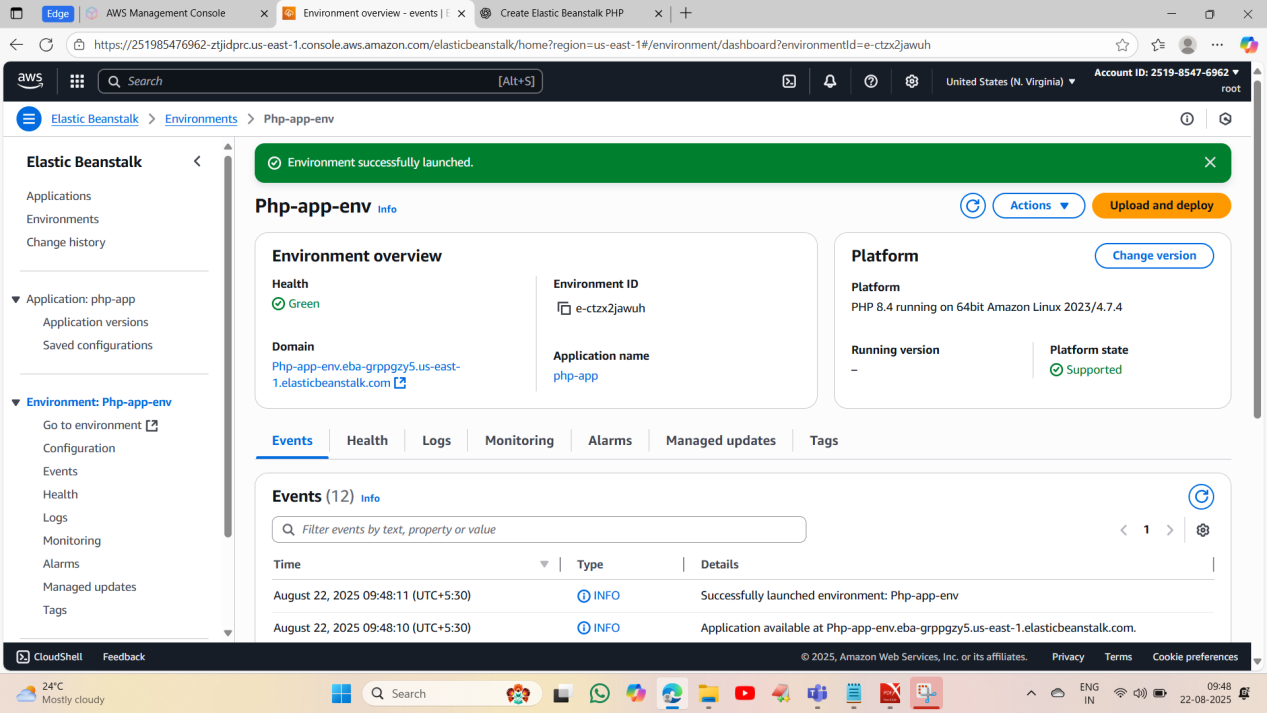 Edge
AWS Management Console
Environment overview - events | E
Create Elastic Beanstalk PHP
https://251985476962-ztjidprc.us-east-1.console.aws.amazon.com/elasticbeanstalk/home?region=us-east-1#/environment/dashboard?environmentId=e-ctzx2jawuh
aws
Search
[Alt+S]
United States (N. Virginia)
Account ID: 2519-8547-6962
root
Elastic Beanstalk
Environments
Php-app-env
Elastic Beanstalk
Applications
Environments
Change history
Application: php-app
Application versions
Saved configurations
Environment: Php-app-env
Go to environment
Configuration
Events
Health
Logs
Monitoring
Alarms
Managed updates
Tags
Environment successfully launched.
Php-app-env Info
Actions
Upload and deploy
Environment overview
Health
Green
Domain
Php-app-env.eba-grppgzy5.us-east-
1.elasticbeanstalk.com
Environment ID
e-ctzx2jawuh
Application name
php-app
Platform
Change version
Platform
PHP 8.4 running on 64bit Amazon Linux 2023/4.7.4
Running version
–
Platform state
Supported
Events
Health
Logs
Monitoring
Alarms
Managed updates
Tags
Events (12) Info
Filter events by text, property or value
1
Time
Type
Details
August 22, 2025 09:48:11 (UTC+5:30)
INFO
Successfully launched environment: Php-app-env
August 22, 2025 09:48:10 (UTC+5:30)
INFO
Application available at Php-app-env.eba-grppgzy5.us-east-1.elasticbeanstalk.com.
CloudShell
Feedback
© 2025, Amazon Web Services, Inc. or its affiliates.
Privacy
Terms
Cookie preferences
24°C
Mostly cloudy
Search
ENG
IN
09:48
22-08-2025